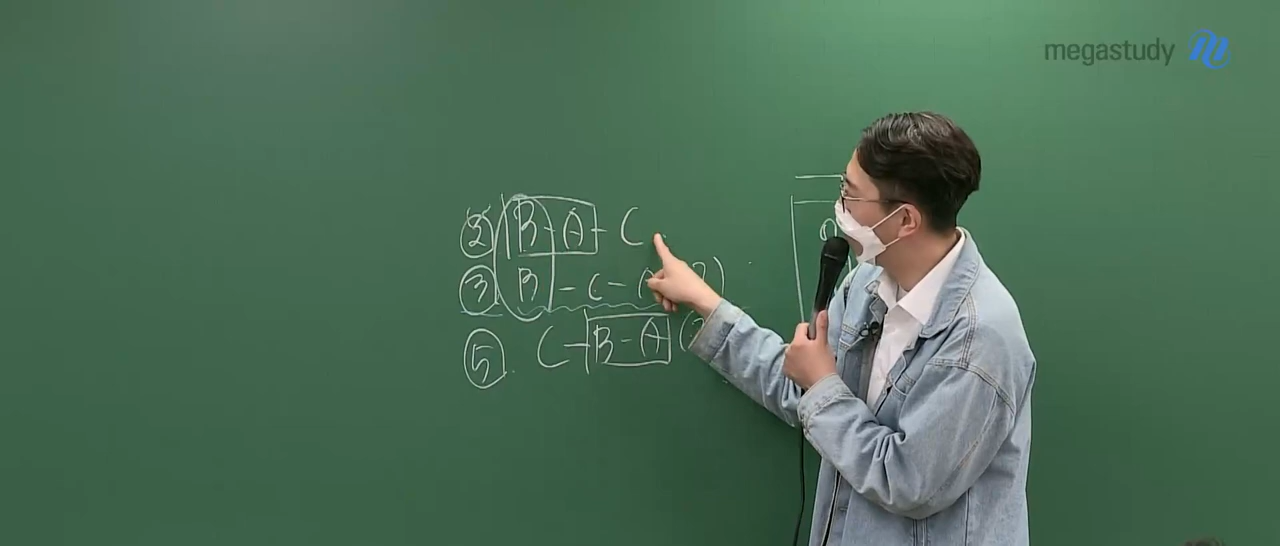 megastudy
② B - A - C
③ B - C - A
⑤ C - B - A